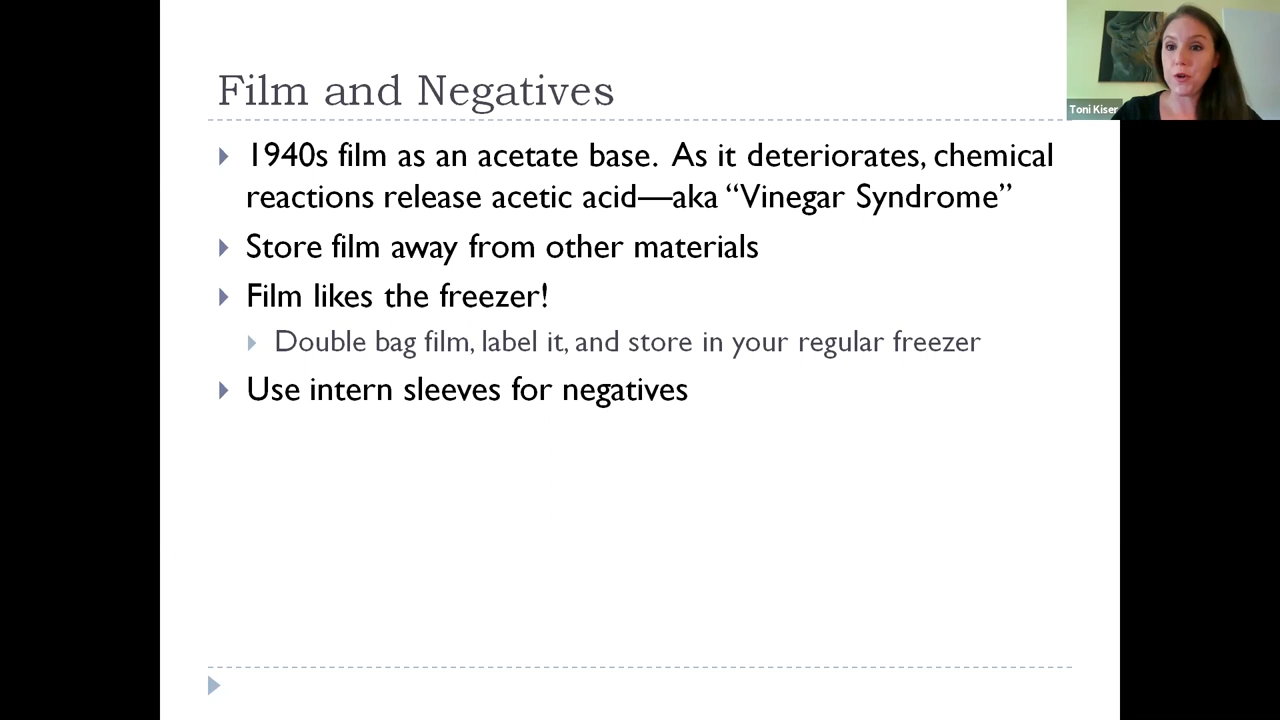 Film and Negatives
1940s film as an acetate base.  As it deteriorates, chemical
reactions release acetic acid—aka “Vinegar Syndrome”
Store film away from other materials
Film likes the freezer!
Double bag film, label it, and store in your regular freezer
Use intern sleeves for negatives
Toni Kiser